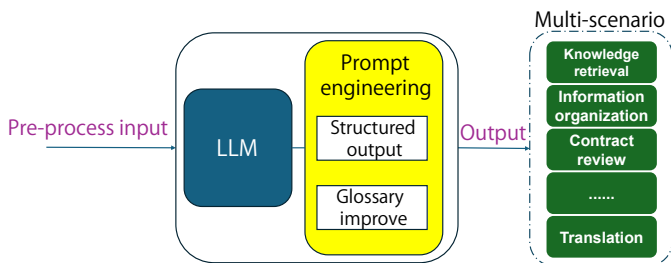 Multi-scenario
Pre-process input
LLM
Prompt
engineering
Structured
output
Glossary
improve
Output
Knowledge
retrieval
Information
organization
Contract
review
......
Translation